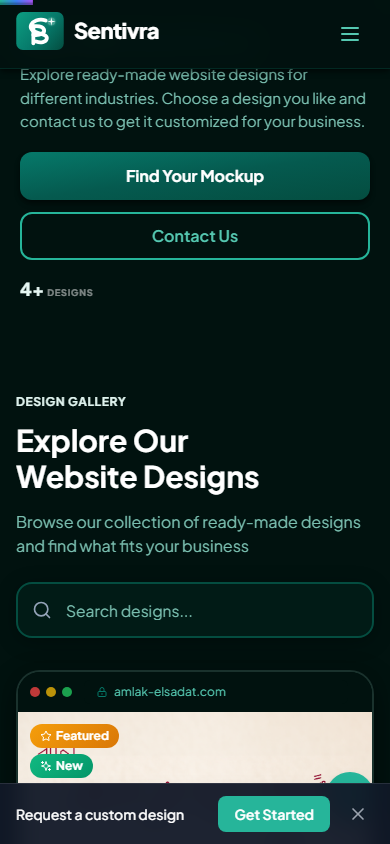 Sentivra
Explore ready-made website designs for
different industries. Choose a design you like and
contact us to get it customized for your business.
Find Your Mockup
Contact Us
4+ DESIGNS
DESIGN GALLERY
Explore Our
Website Designs
Browse our collection of ready-made designs
and find what fits your business
Search designs...
amlak-elsadat.com
Featured
New
Request a custom design
Get Started